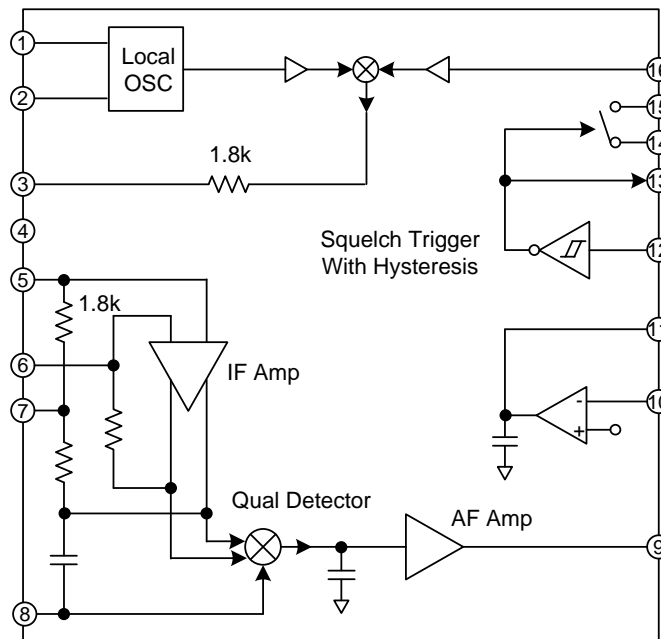 1
Local
OSC
2
16
15
14
1.8k
3
13
4
Squelch Trigger
With Hysteresis
12
5
1.8k
11
6
IF Amp
7
10
-
+
Qual Detector
AF Amp
9
8